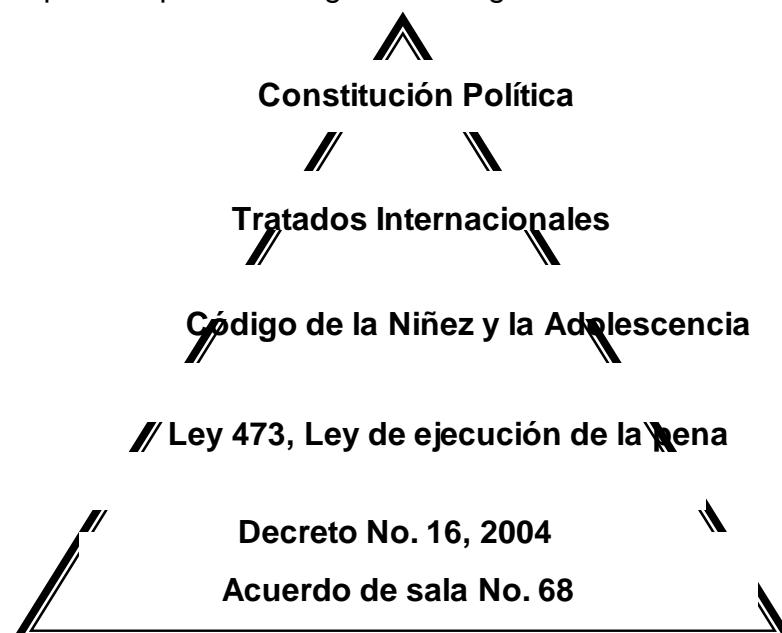 Constitución Política
Tratados Internacionales
Código de la Niñez y la Adolescencia
Ley 473, Ley de ejecución de la pena
Decreto No. 16, 2004
Acuerdo de sala No. 68